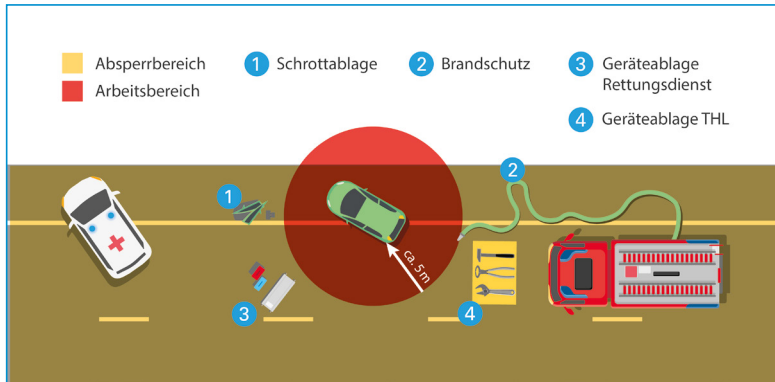 Absperrbereich
Arbeitsbereich
1 Schrottablage
2 Brandschutz
3 Geräteablage
Rettungsdienst
4 Geräteablage THL
1
2
ca. 5 m
3
4